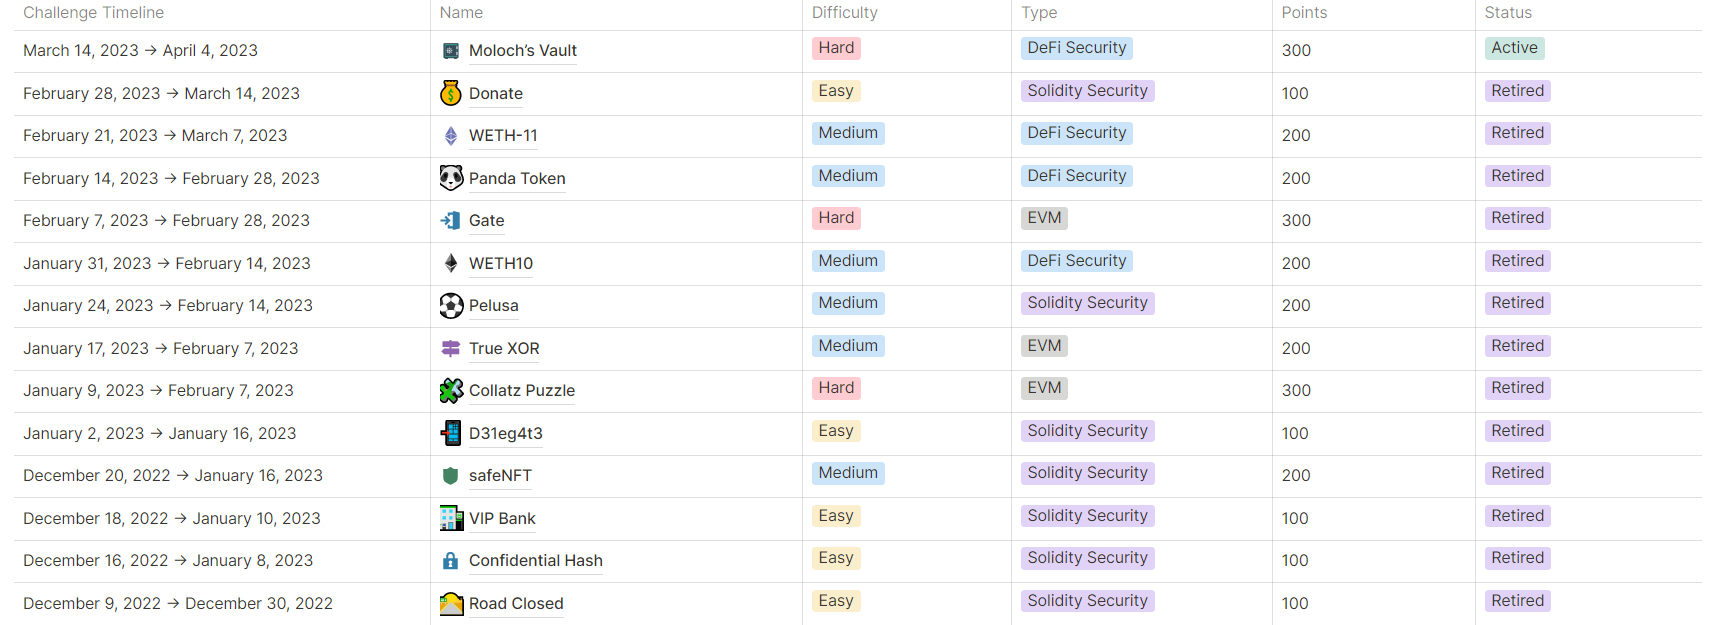 Challenge Timeline Name Difficulty Type Points Status
March 14, 2023 → April 4, 2023 Moloch’s Vault Hard DeFi Security 300 Active
February 28, 2023 → March 14, 2023 Donate Easy Solidity Security 100 Retired
February 21, 2023 → March 7, 2023 WETH-11 Medium DeFi Security 200 Retired
February 14, 2023 → February 28, 2023 Panda Token Medium DeFi Security 200 Retired
February 7, 2023 → February 28, 2023 Gate Hard EVM 300 Retired
January 31, 2023 → February 14, 2023 WETH10 Medium DeFi Security 200 Retired
January 24, 2023 → February 14, 2023 Pelusa Medium Solidity Security 200 Retired
January 17, 2023 → February 7, 2023 True XOR Medium EVM 200 Retired
January 9, 2023 → February 7, 2023 Collatz Puzzle Hard EVM 300 Retired
January 2, 2023 → January 16, 2023 D31eg4t3 Easy Solidity Security 100 Retired
December 20, 2022 → January 16, 2023 safeNFT Medium Solidity Security 200 Retired
December 18, 2022 → January 10, 2023 VIP Bank Easy Solidity Security 100 Retired
December 16, 2022 → January 8, 2023 Confidential Hash Easy Solidity Security 100 Retired
December 9, 2022 → December 30, 2022 Road Closed Easy Solidity Security 100 Retired